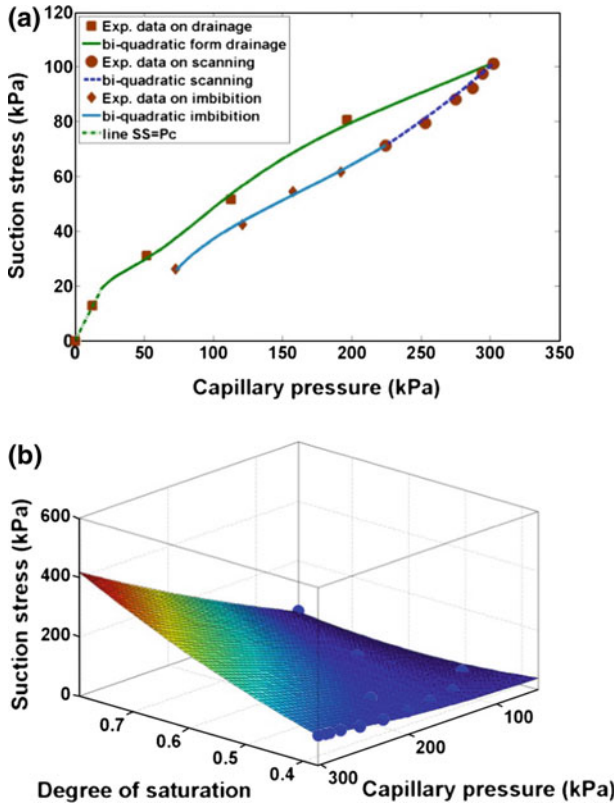 (a)
120
100
80
60
40
20
0
Suction stress (kPa)
Exp. data on drainage
bi-quadratic form drainage
Exp. data on scanning
bi-quadratic scanning
Exp. data on imbibition
bi-quadratic imbibition
line SS=Pc
0 50 100 150 200 250 300 350
Capillary pressure (kPa)
(b)
600
400
200
0
Suction stress (kPa)
0.7 0.6 0.5 0.4
Degree of saturation
300 200 100
Capillary pressure (kPa)